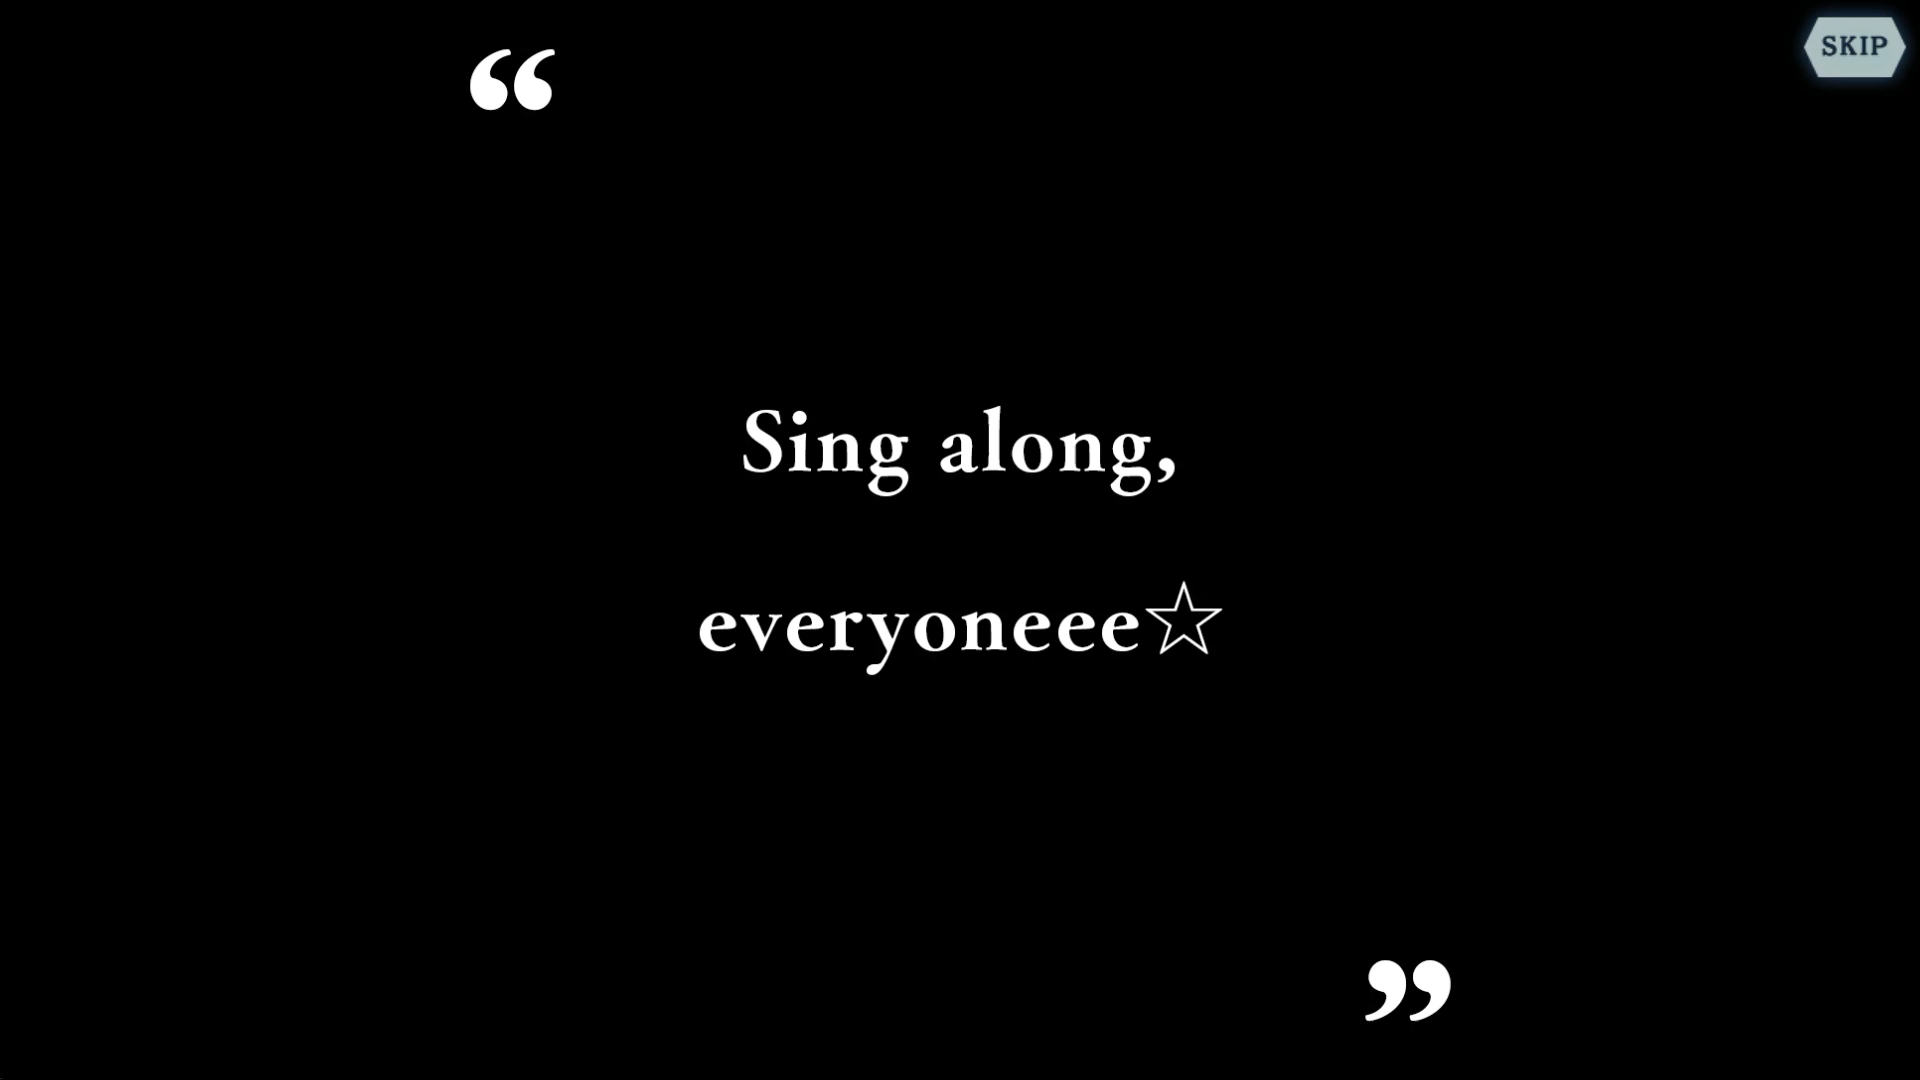 SKIP
“
Sing along,
everyoneee☆
”